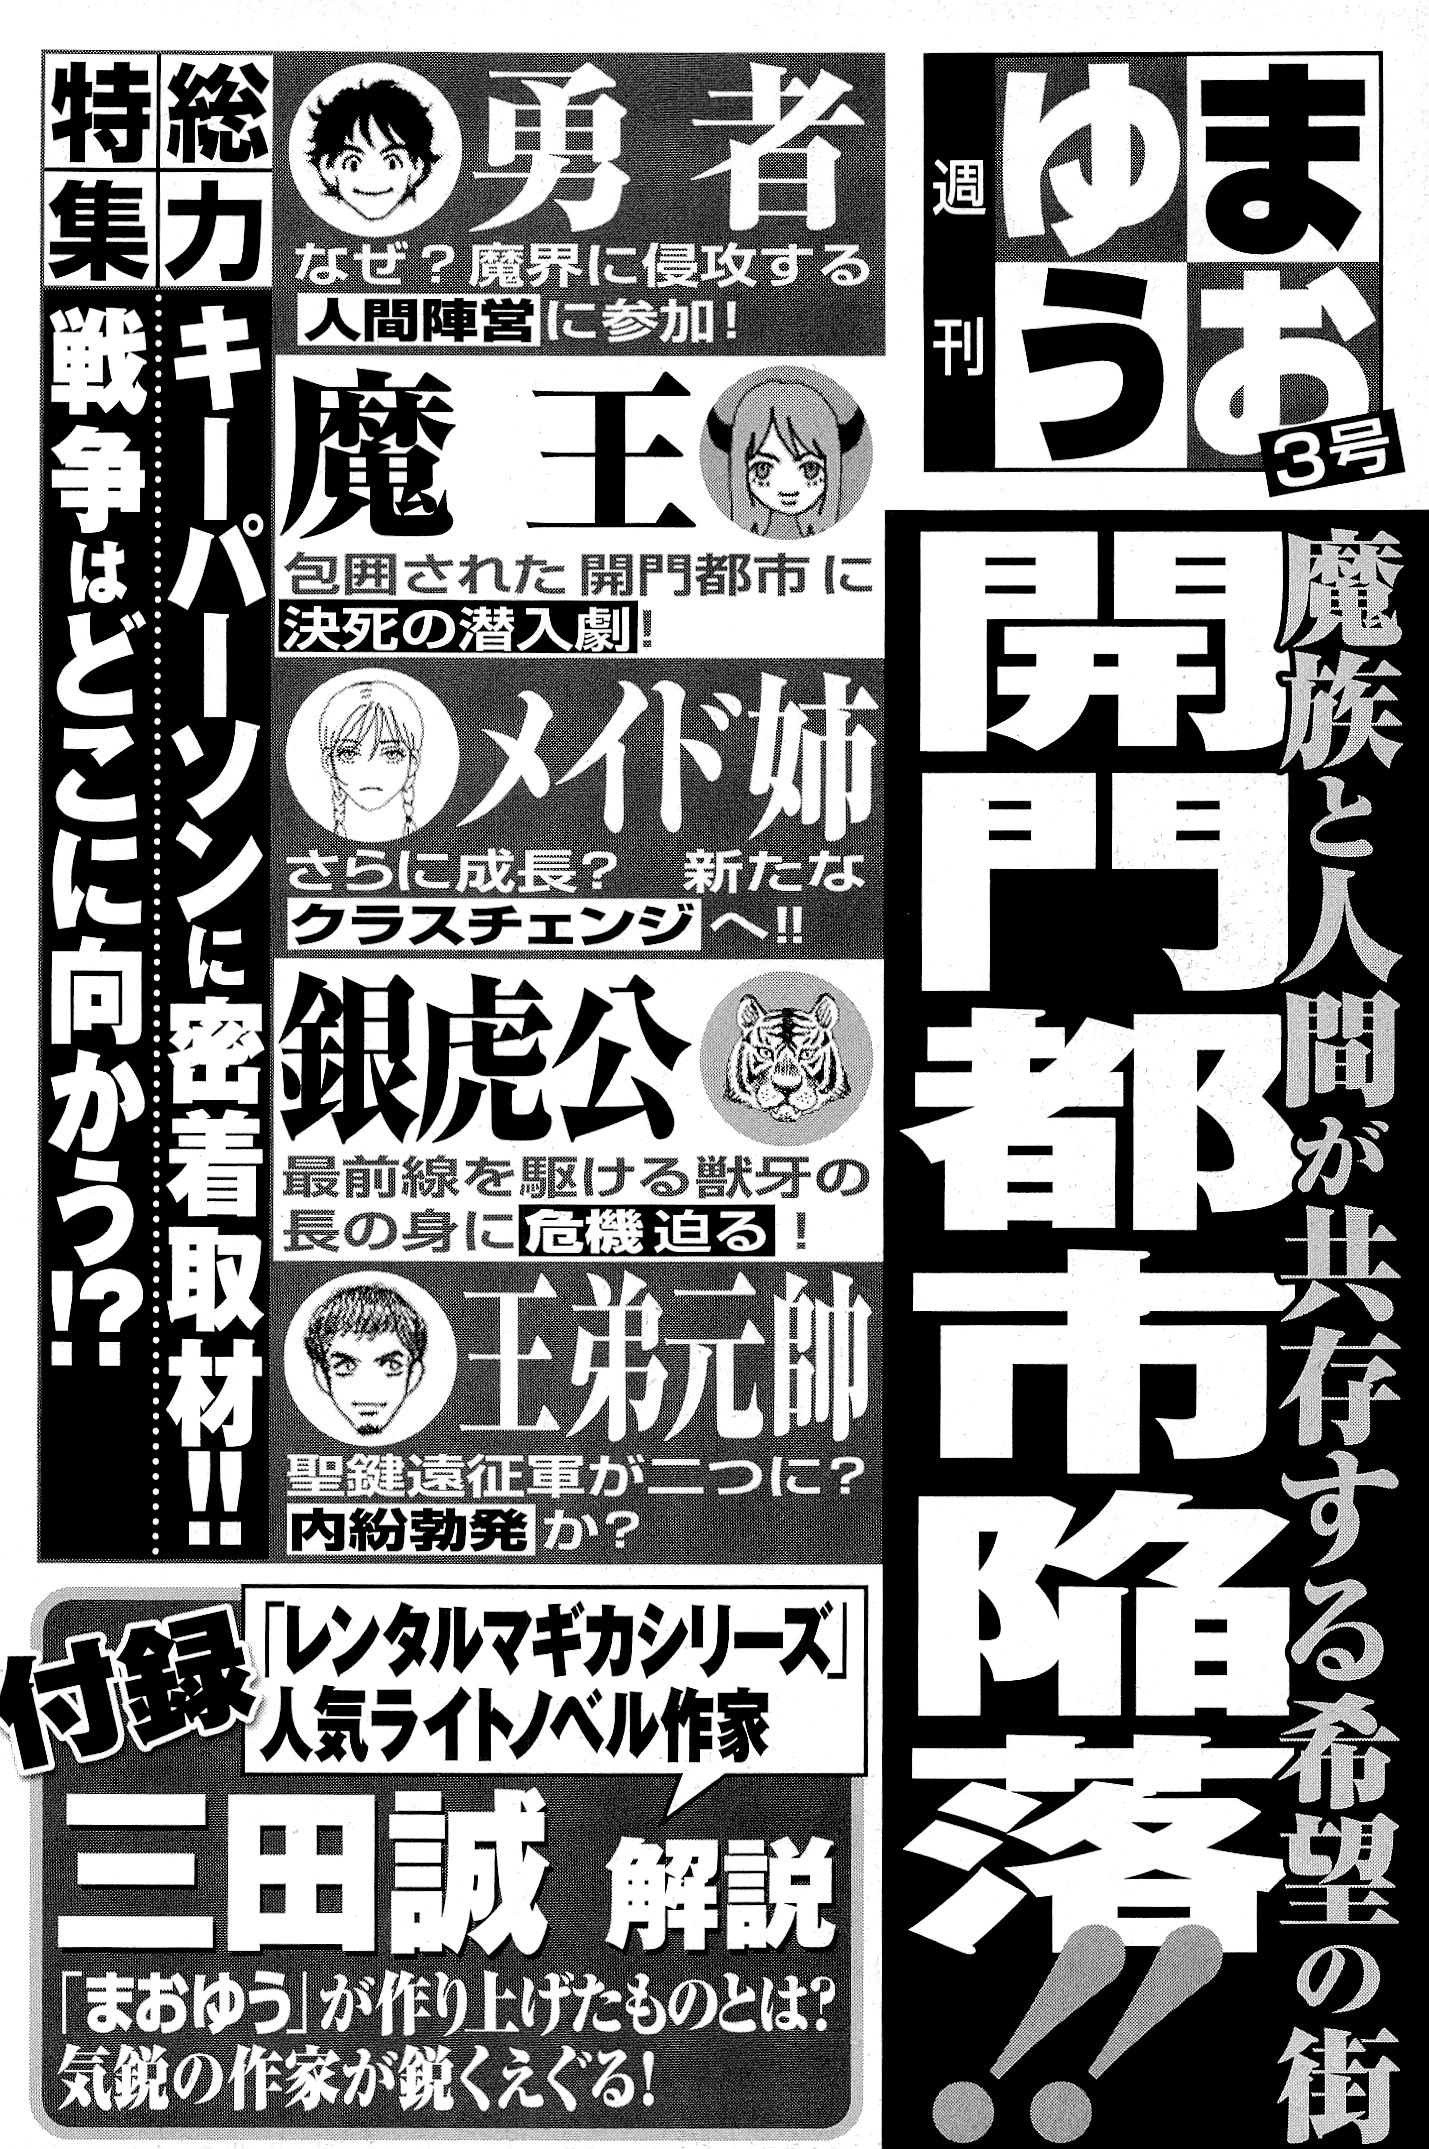 週刊
まお
ゆう
3号
魔族と人間が共存する希望の街
開門都市陥落!!
勇者
なぜ?魔界に侵攻する
人間陣営に参加!
魔王
包囲された開門都市に
決死の潜入劇!
メイド姉
さらに成長? 新たな
クラスチェンジへ!!
銀虎公
最前線を駆ける獣牙の
長の身に危機迫る!
王弟元帥
聖鍵遠征軍が二つに?
内紛勃発か?
総力
特集
キーパーソンに密着取材!!
戦争はどこに向かう!?
付録
「レンタルマギカシリーズ」
人気ライトノベル作家
三田誠 解説
「まおゆう」が作り上げたものとは?
気鋭の作家が鋭くえぐる!